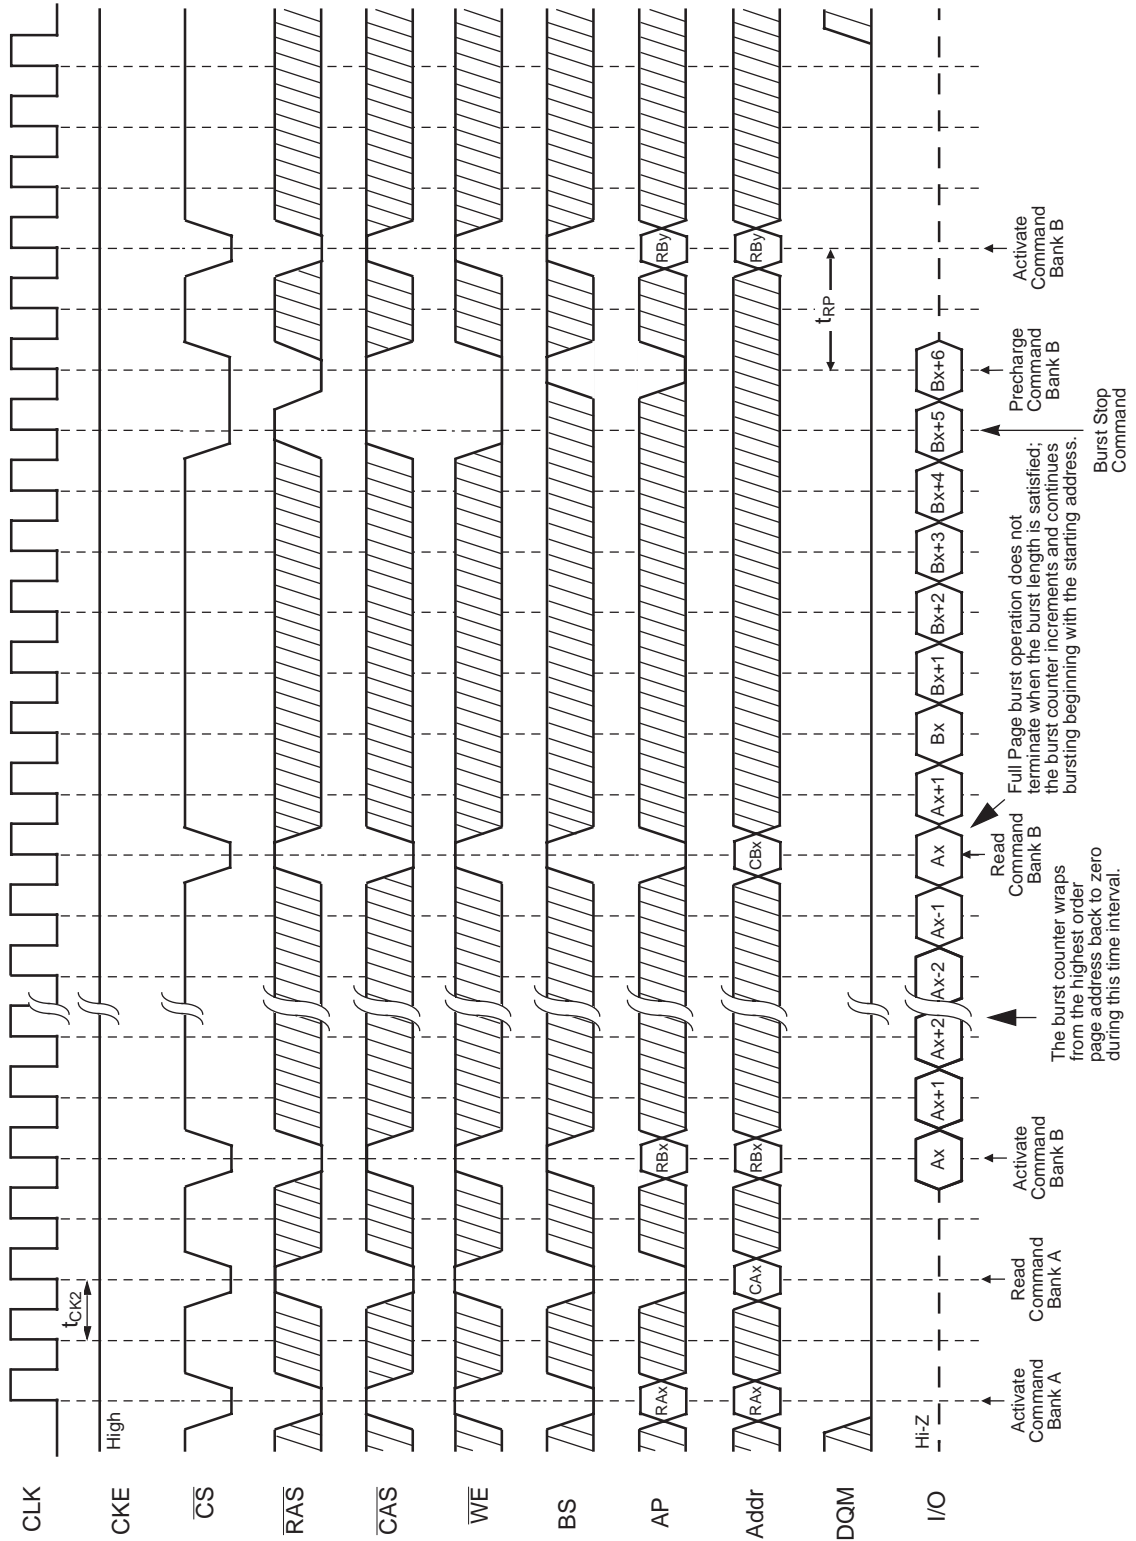 CLK
tCK2
CKE
High
CS
RAS
CAS
WE
BS
AP
RAx
RBx
RBy
Addr
RAx
CAx
RBx
CBx
RBy
tRP
DQM
I/O
Hi-Z
Ax
Ax+1
Ax+2
Ax-2
Ax-1
Ax
Ax+1
Bx
Bx+1
Bx+2
Bx+3
Bx+4
Bx+5
Bx+6
Activate
Command
Bank A
Read
Command
Bank A
Activate
Command
Bank B
The burst counter wraps
from the highest order
page address back to zero
during this time interval.
Read
Command
Bank B
Full Page burst operation does not
terminate when the burst length is satisfied;
the burst counter increments and continues
bursting beginning with the starting address.
Burst Stop
Command
Precharge
Command
Bank B
Activate
Command
Bank B